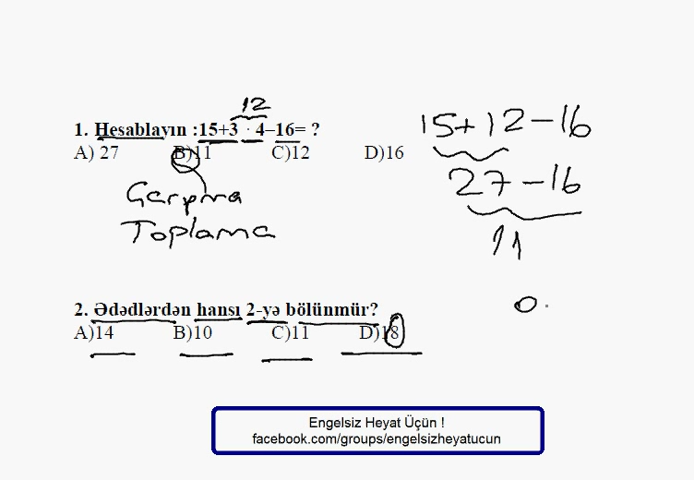 12
1. Hesablayın :15+3 · 4–16= ?
A) 27 B)11 C)12 D)16
15+12-16
27-16
11
Garpma
Toplama
2. Ədədlərdən hansı 2-yə bölünmür?
A)14 B)10 C)11 D)18
0.
Engelsiz Heyat Üçün !
facebook.com/groups/engelsizheyatucun